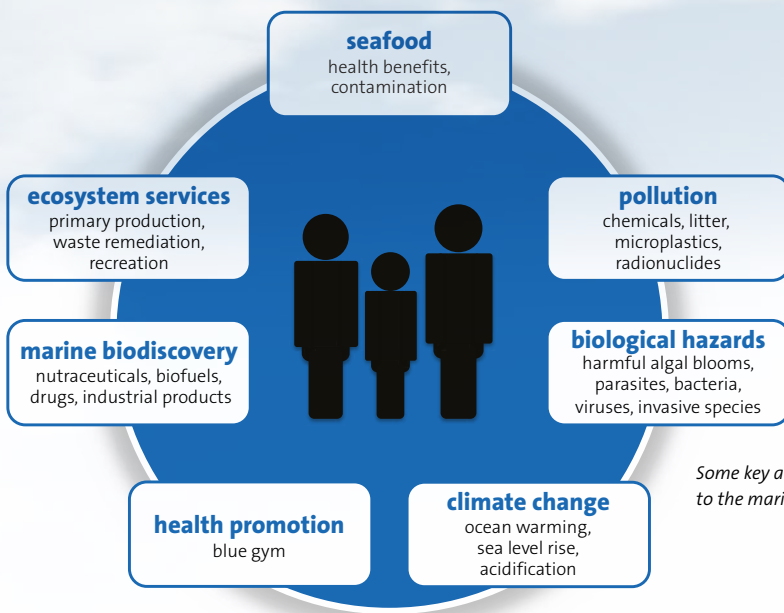 seafood
health benefits,
contamination
ecosystem services
primary production,
waste remediation,
recreation
pollution
chemicals, litter,
microplastics,
radionuclides
marine biodiscovery
nutraceuticals, biofuels,
drugs, industrial products
biological hazards
harmful algal blooms,
parasites, bacteria,
viruses, invasive species
health promotion
blue gym
climate change
ocean warming,
sea level rise,
acidification
Some key
to the